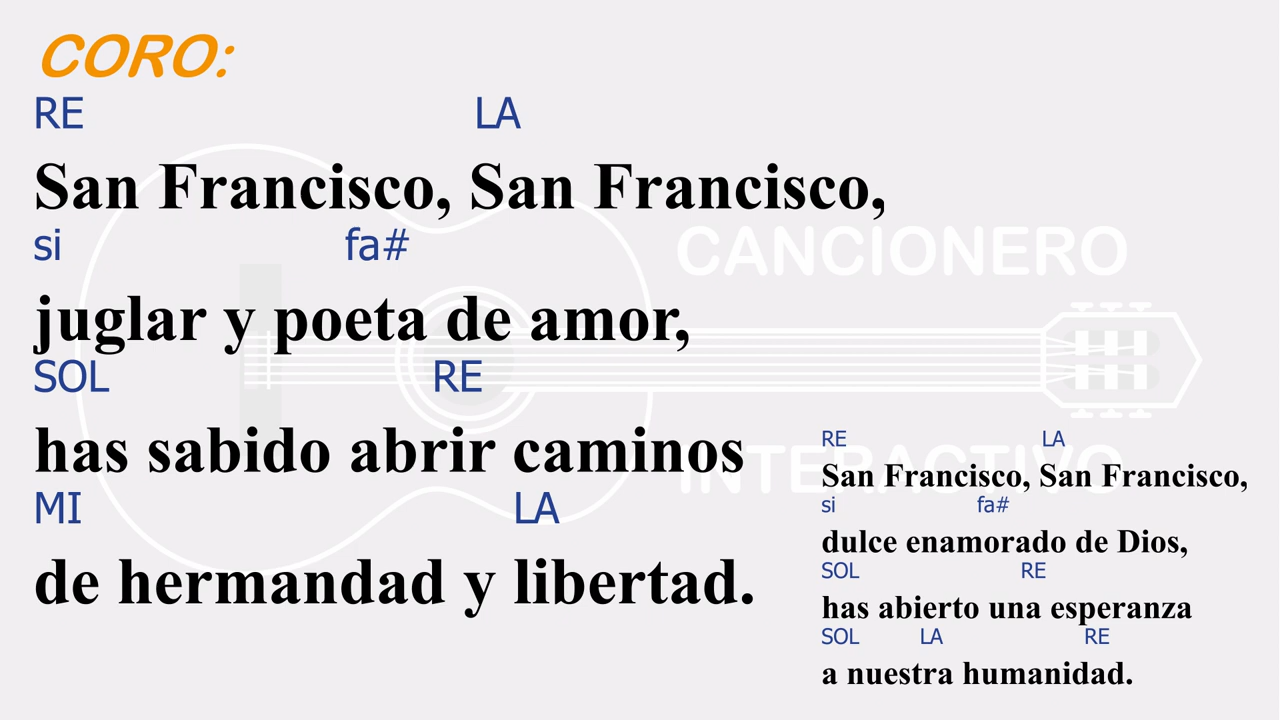 CORO:
RE LA
San Francisco, San Francisco,
si fa#
juglar y poeta de amor,
SOL RE
has sabido abrir caminos
MI LA
de hermandad y libertad.
CANCIONERO
INTERACTIVO
RE LA
San Francisco, San Francisco,
si fa#
dulce enamorado de Dios,
SOL RE
has abierto una esperanza
SOL LA RE
a nuestra humanidad.